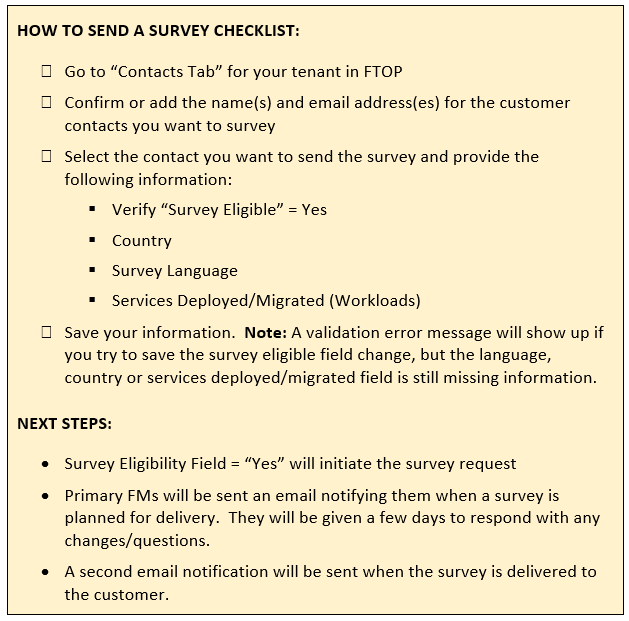 HOW TO SEND A SURVEY CHECKLIST:
☐ Go to “Contacts Tab” for your tenant in FTOP
☐ Confirm or add the name(s) and email address(es) for the customer
contacts you want to survey
☐ Select the contact you want to send the survey and provide the
following information:
▪ Verify “Survey Eligible” = Yes
▪ Country
▪ Survey Language
▪ Services Deployed/Migrated (Workloads)
☐ Save your information.  Note: A validation error message will show up if
you try to save the survey eligible field change, but the language,
country or services deployed/migrated field is still missing information.
NEXT STEPS:
• Survey Eligibility Field = “Yes” will initiate the survey request
• Primary FMs will be sent an email notifying them when a survey is
planned for delivery.  They will be given a few days to respond with any
changes/questions.
• A second email notification will be sent when the survey is delivered to
the customer.